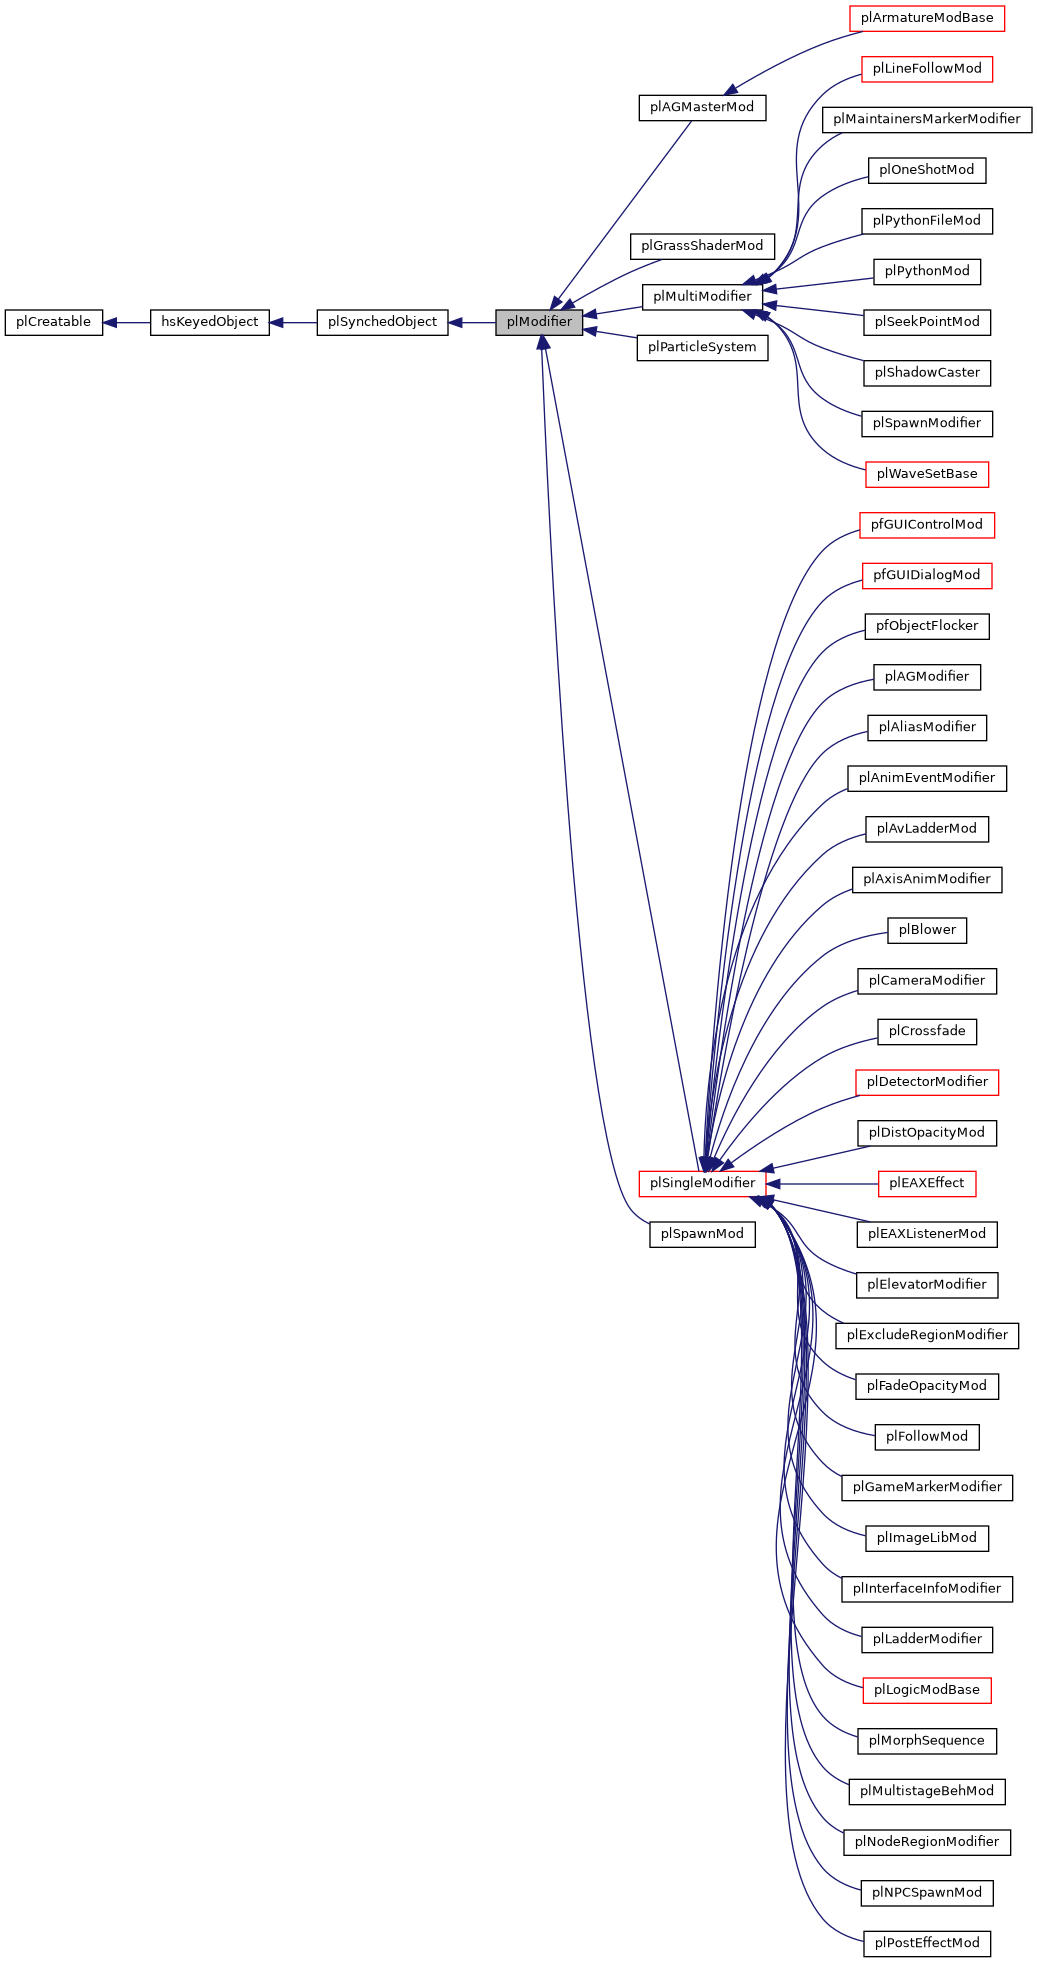 plArmatureModBase
plLineFollowMod
plAGMasterMod
plMaintainersMarkerModifier
plOneShotMod
plPythonFileMod
plGrassShaderMod
plPythonMod
plMultiModifier
plCreatable
hsKeyedObject
plSynchedObject
plModifier
plSeekPointMod
plParticleSystem
plShadowCaster
plSpawnModifier
plWaveSetBase
pfGUIControlMod
pfGUIDialogMod
pfObjectFlocker
plAGModifier
plAliasModifier
plAnimEventModifier
plAvLadderMod
plAxisAnimModifier
plBlower
plCameraModifier
plCrossfade
plDetectorModifier
plDistOpacityMod
plSingleModifier
plEAXEffect
plSpawnMod
plEAXListenerMod
plElevatorModifier
plExcludeRegionModifier
plFadeOpacityMod
plFollowMod
plGameMarkerModifier
plImageLibMod
plInterfaceInfoModifier
plLadderModifier
plLogicModBase
plMorphSequence
plMultistageBehMod
plNodeRegionModifier
plNPCSpawnMod
plPostEffectMod